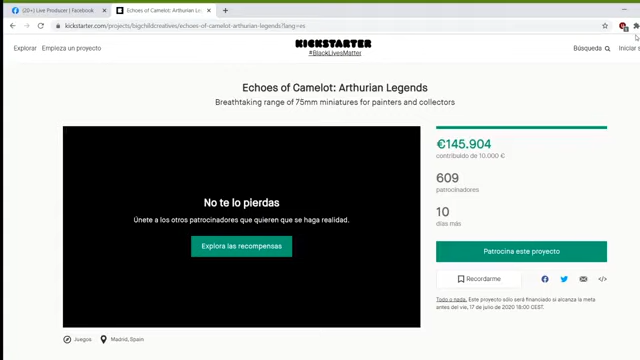 (20+) Live Producer | Facebook
Echoes of Camelot: Arthurian Leg
kickstarter.com/projects/bigchildcreatives/echoes-of-camelot-arthurian-legends?lang=es
Explorar Empieza un proyecto
KICKSTARTER
#BlackLivesMatter
Búsqueda
Iniciar s
Echoes of Camelot: Arthurian Legends
Breathtaking range of 75mm miniatures for painters and collectors
No te lo pierdas
Únete a los otros patrocinadores que quieren que se haga realidad.
Explora las recompensas
€145.904
contribuido de 10.000 €
609
patrocinadores
10
días más
Patrocina este proyecto
Recordarme
Todo o nada. Este proyecto sólo será financiado si alcanza la meta
antes del vie, 17 de junio de 2020 18:00 CEST.
Juegos
Madrid, Spain